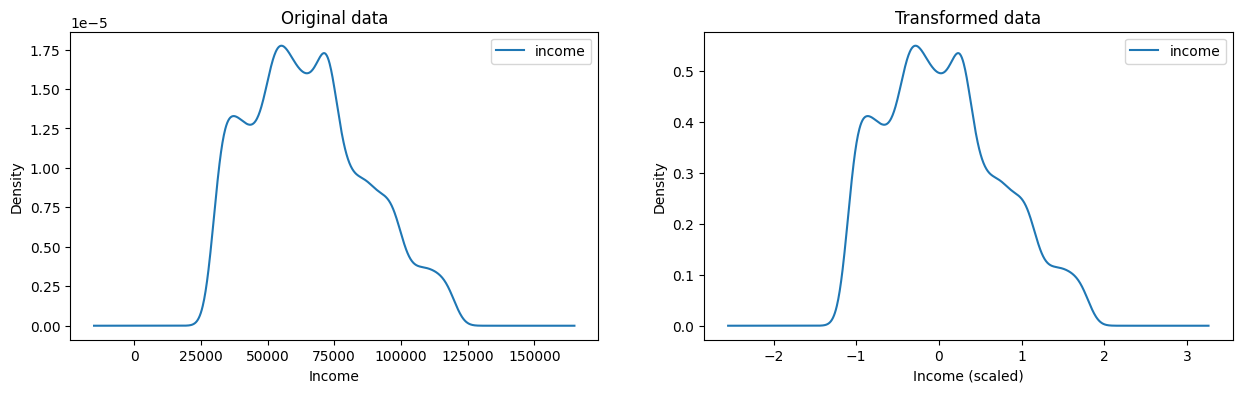 Original data
1e−5
income
1.75
1.50
1.25
1.00
0.75
0.50
0.25
0.00
Density
0 25000 50000 75000 100000 125000 150000
Income
Transformed data
income
0.5
0.4
0.3
0.2
0.1
0.0
Density
−2 −1 0 1 2 3
Income (scaled)